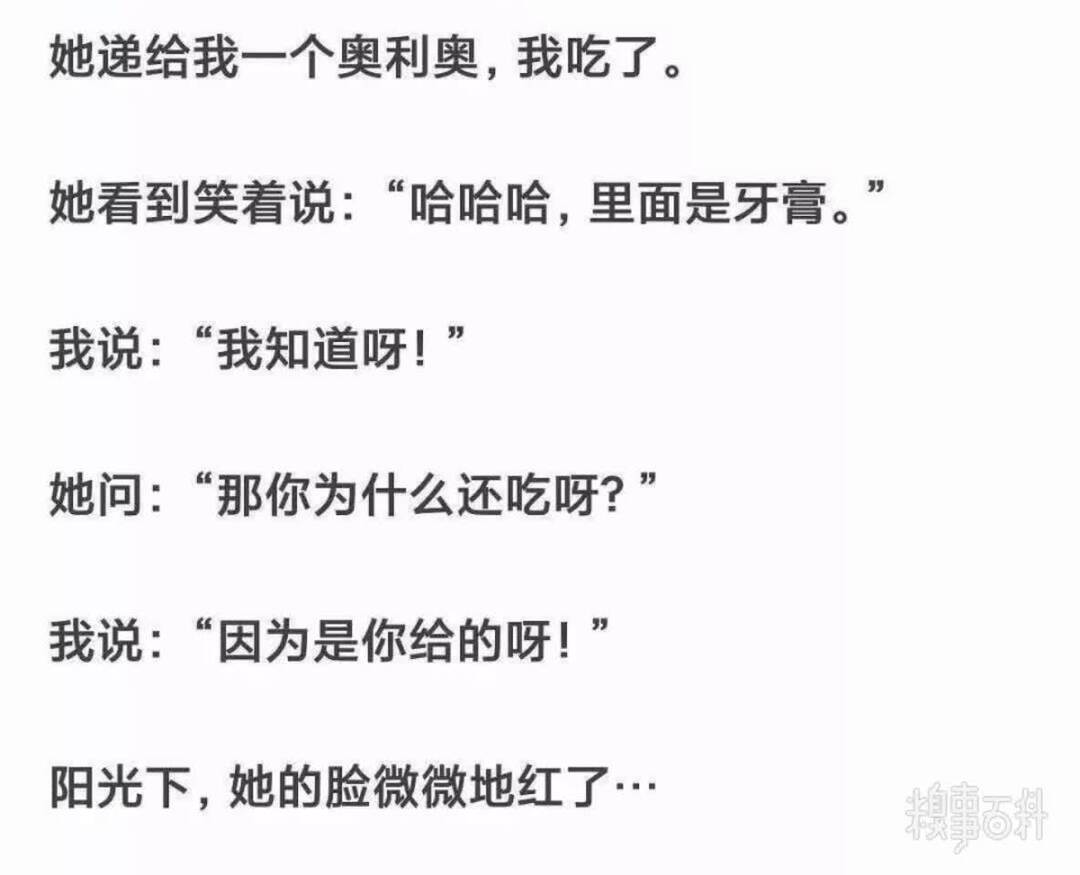 她递给我一个奥利奥，我吃了。
她看到笑着说：“哈哈哈，里面是牙膏。”
我说：“我知道呀！”
她问：“那你为什么还吃呀？”
我说：“因为是你给的呀！”
阳光下，她的脸微微地红了…
糗事百科